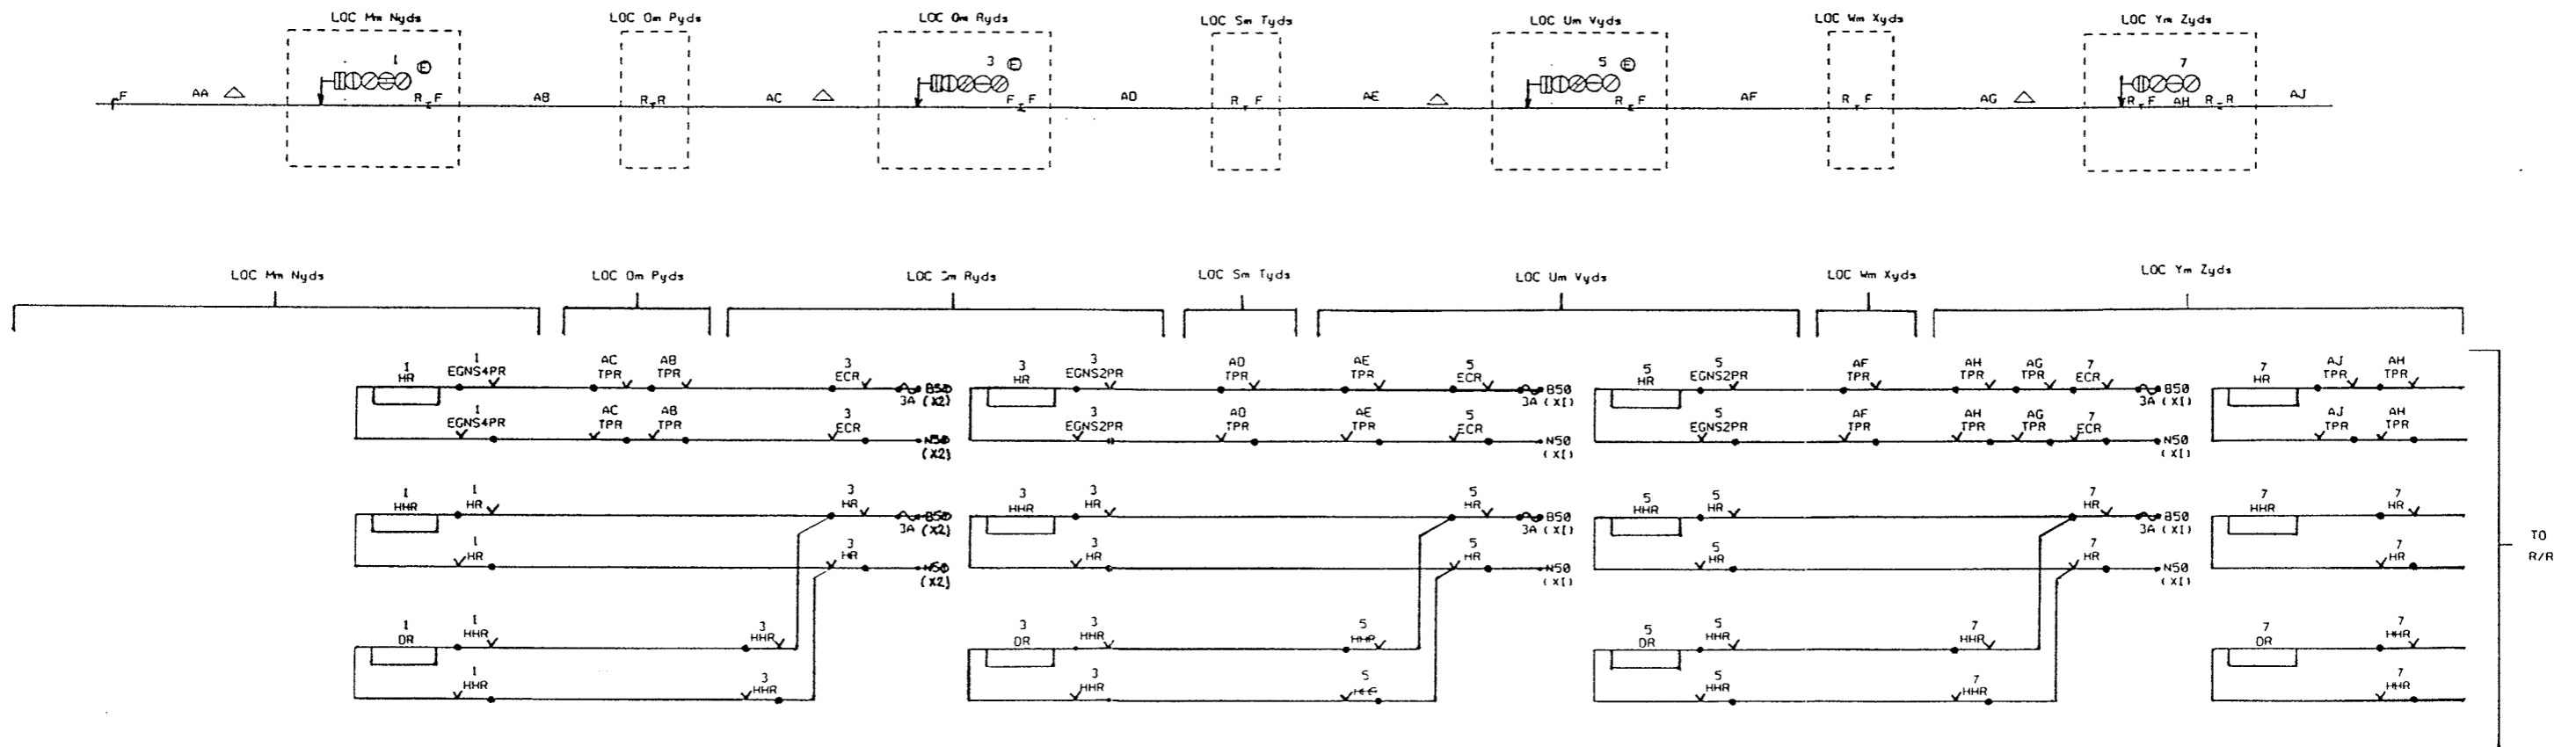 LOC Mm Nyds
LOC Om Pyds
LOC Qm Ryds
LOC Sm Tyds
LOC Um Vyds
LOC Wm Xyds
LOC Ym Zyds
1 E
3 E
5 E
7
F AA R F AB R R AC F F AD R F AE R F AF R F AG R F AH R R AJ
LOC Mm Nyds
LOC Om Pyds
LOC Ryds
LOC Sm Tyds
LOC Um Vyds
LOC Wm Xyds
LOC Ym Zyds
1 1 AC AB 3 3 3 AD AE 5 5 5 AF AH AG 7 7 AJ AH
HR EGNS4PR TPR TPR ECR B50 HR EGNS2PR TPR TPR ECR B50 HR EGNS2PR TPR TPR TPR ECR B50 HR TPR TPR
3A (X2) 3A (X1) 3A (X1)
1 AC AB 3 3 AD AE 5 5 AF AH AG 7 AJ AH
EGNS4PR TPR TPR ECR N50 EGNS2PR TPR TPR ECR N50 EGNS2PR TPR TPR TPR ECR N50 TPR TPR
(X2) (X1) (X1)
1 1 3 3 3 5 5 5 7 7 7
HHR HR HR B50 HHR HR HR B50 HHR HR HR B50 HHR HR
3A (X2) 3A (X1) 3A (X1)
1 3 3 5 5 7 7
HR HR N50 HR HR N50 HR HR N50 HR
(X2) (X1) (X1)
TO
R/R
1 1 3 3 3 5 5 5 7 7 7
DR HHR HHR DR HHR HHR DR HHR HHR DR HHR
1 3 3 5 5 7 7
HHR HHR HHR HHR HHR HHR